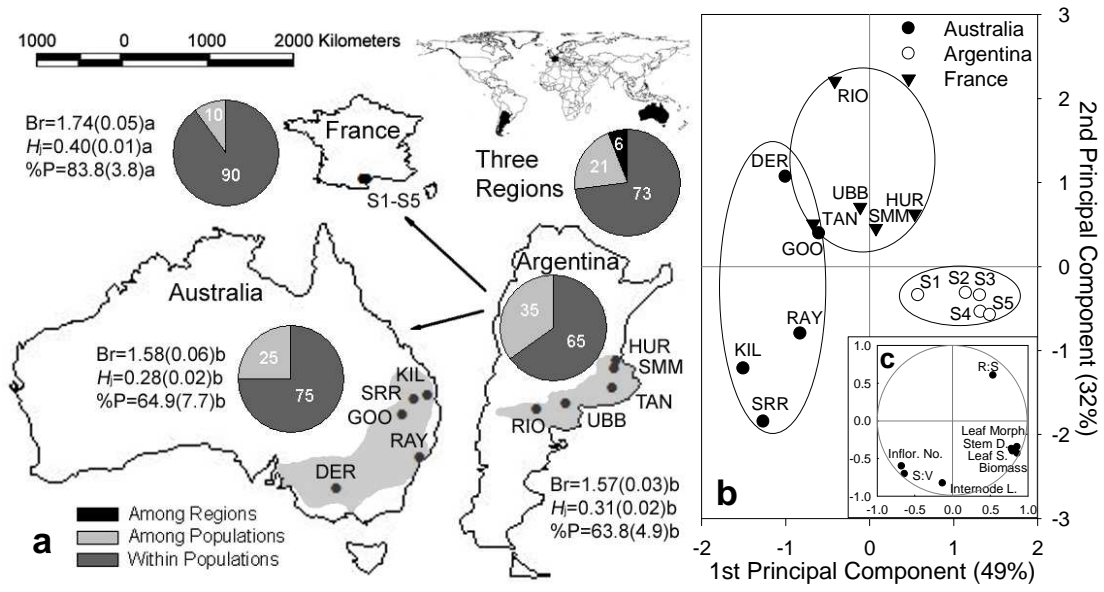 1000 0 1000 2000 Kilometers
Br=1.74(0.05)a
Hj=0.40(0.01)a
%P=83.8(3.8)a
10
90
France
S1-S5
Three
Regions
6
21
73
Australia
Br=1.58(0.06)b
Hj=0.28(0.02)b
%P=64.9(7.7)b
25
75
KIL
SRR
GOO
RAY
DER
Argentina
35
65
HUR
SMM
TAN
UBB
RIO
Br=1.57(0.03)b
Hj=0.31(0.02)b
%P=63.8(4.9)b
Among Regions
Among Populations
Within Populations
a
Australia
Argentina
France
RIO
DER
UBB
HUR
TAN
SMM
GOO
S1
S2
S3
S4
S5
RAY
KIL
SRR
b
3
2
1
0
-1
-2
-3
2nd Principal Component (32%)
-2 -1 0 1 2
1st Principal Component (49%)
c
1.0
0.5
0.0
-0.5
-1.0
R:S
Leaf Morph.
Stem D.
Leaf S.
Biomass
Inflor. No.
S:V
Internode L.
-1.0 -0.5 0.0 0.5 1.0